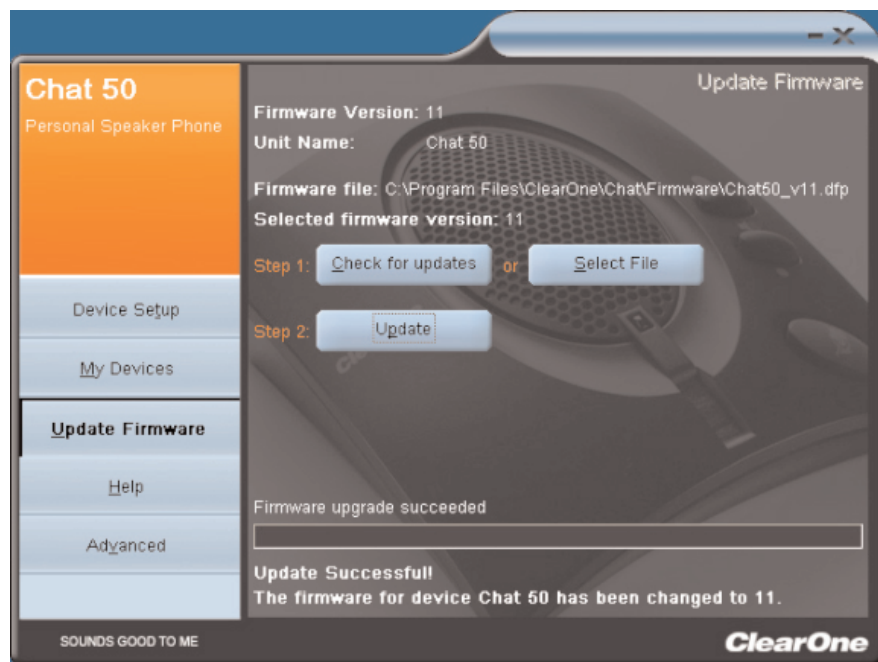 Chat 50
Personal Speaker Phone
Device Setup
My Devices
Update Firmware
Help
Advanced
SOUNDS GOOD TO ME
Update Firmware
Firmware Version: 11
Unit Name: Chat 50
Firmware file: C:\Program Files\ClearOne\Chat\Firmware\Chat50_v11.dfp
Selected firmware version: 11
Step 1: Check for updates or Select File
Step 2: Update
Firmware upgrade succeeded
Update Successful!
The firmware for device Chat 50 has been changed to 11.
ClearOne